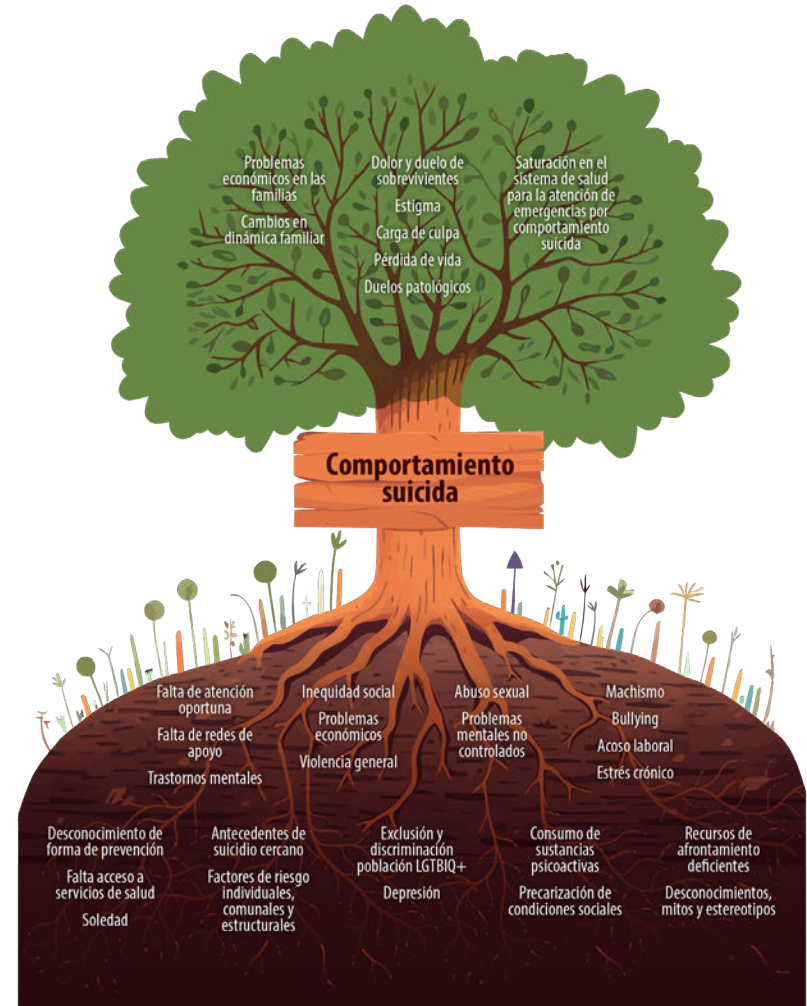 Problemas
económicos en las
familias
Cambios en
dinámica familiar
Dolor y duelo de
sobrevivientes
Estigma
Carga de culpa
Pérdida de vida
Duelos patológicos
Saturación en el
sistema de salud
para la atención de
emergencias por
comportamiento
suicida
Comportamiento
suicida
Falta de atención
oportuna
Falta de redes de
apoyo
Trastornos mentales
Inequidad social
Problemas
económicos
Violencia general
Abuso sexual
Problemas
mentales no
controlados
Machismo
Bullying
Acoso laboral
Estrés crónico
Desconocimiento de
forma de prevención
Falta acceso a
servicios de salud
Soledad
Antecedentes de
suicidio cercano
Factores de riesgo
individuales,
comunales y
estructurales
Exclusión y
discriminación
población LGTBIQ+
Depresión
Consumo de
sustancias
psicoactivas
Precarización de
condiciones sociales
Recursos de
afrontamiento
deficientes
Desconocimientos,
mitos y estereotipos